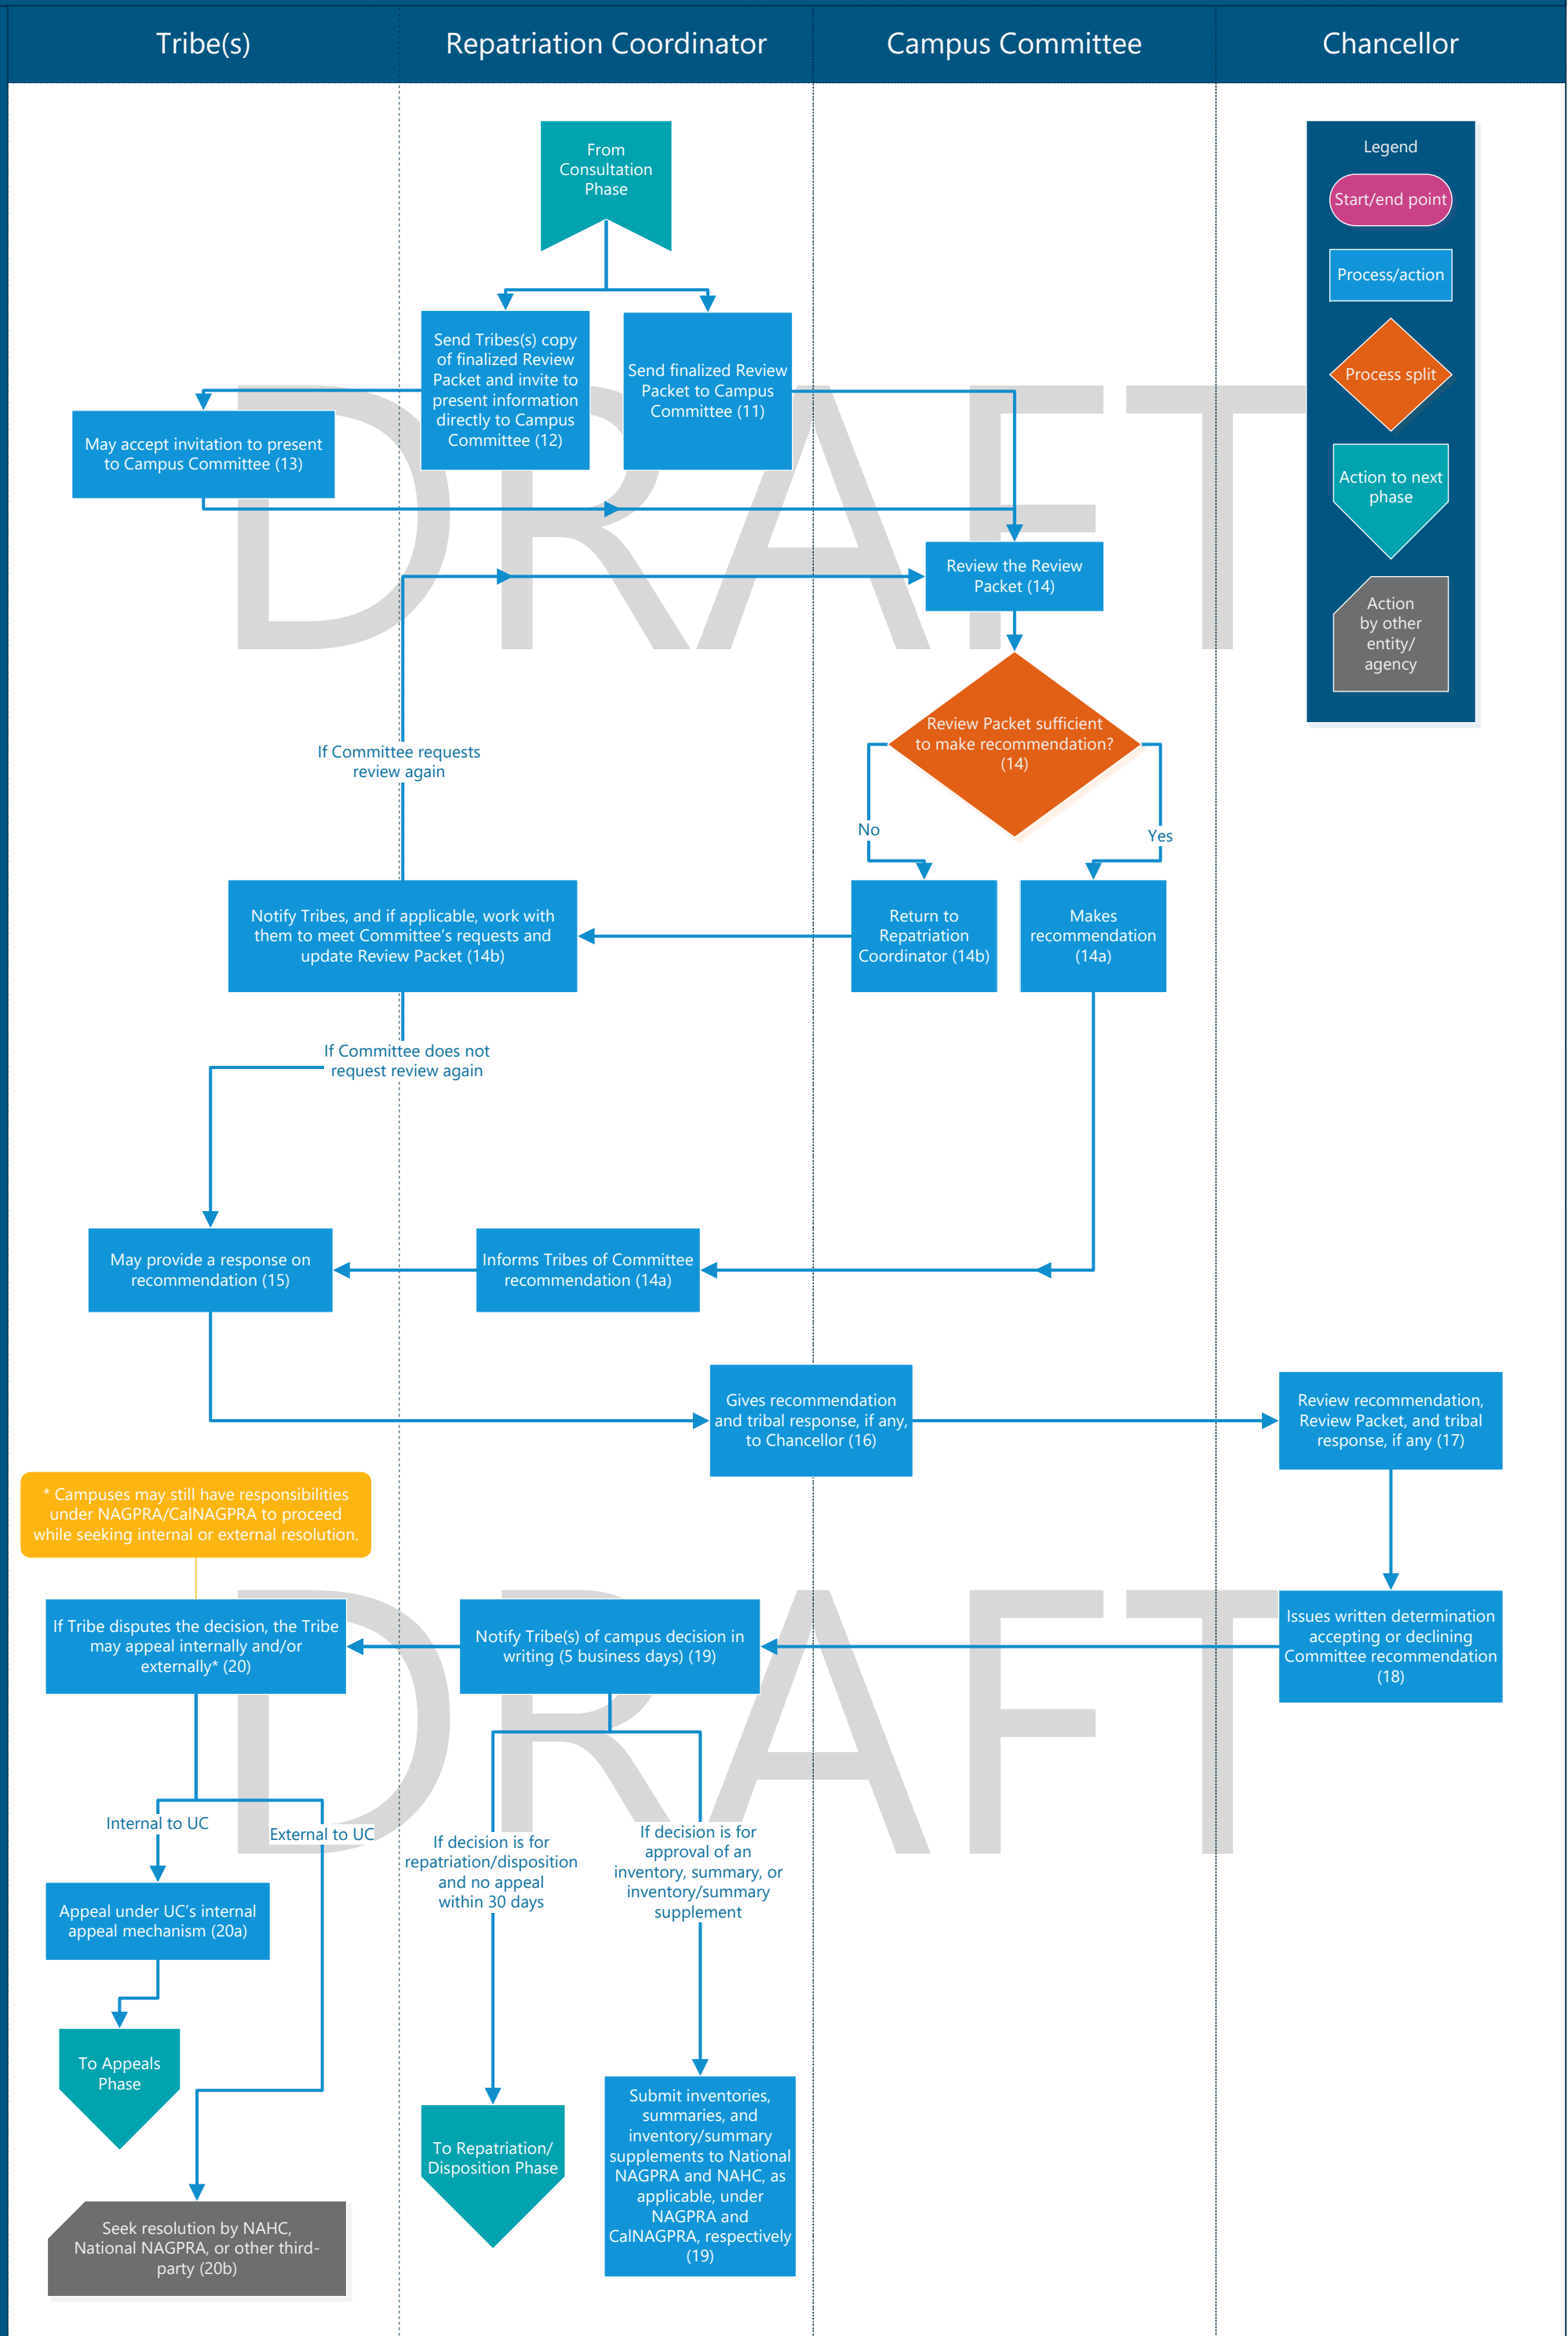 Tribe(s)
Repatriation Coordinator
Campus Committee
Chancellor
From
Consultation
Phase
Legend
Start/end point
Process/action
Process split
Action to next
phase
Action
by other
entity/
agency
Send Tribes(s) copy
of finalized Review
Packet and invite to
present information
directly to Campus
Committee (12)
Send finalized Review
Packet to Campus
Committee (11)
May accept invitation to present
to Campus Committee (13)
DRAFT
Review the Review
Packet (14)
Review Packet sufficient
to make recommendation?
(14)
If Committee requests
review again
No
Yes
Notify Tribes, and if applicable, work with
them to meet Committee's requests and
update Review Packet (14b)
Return to
Repatriation
Coordinator (14b)
Makes
recommendation
(14a)
If Committee does not
request review again
May provide a response on
recommendation (15)
Informs Tribes of Committee
recommendation (14a)
Gives recommendation
and tribal response, if any,
to Chancellor (16)
Review recommendation,
Review Packet, and tribal
response, if any (17)
* Campuses may still have responsibilities
under NAGPRA/CalNAGPRA to proceed
while seeking internal or external resolution.
If Tribe disputes the decision, the Tribe
may appeal internally and/or
externally* (20)
Notify Tribe(s) of campus decision in
writing (5 business days) (19)
Issues written determination
accepting or declining
Committee recommendation
(18)
DRAFT
Internal to UC
External to UC
If decision is for
repatriation/disposition
and no appeal
within 30 days
If decision is for
approval of an
inventory, summary, or
inventory/summary
supplement
Appeal under UC's internal
appeal mechanism (20a)
To Appeals
Phase
To Repatriation/
Disposition Phase
Submit inventories,
summaries, and
inventory/summary
supplements to National
NAGPRA and NAHC, as
applicable, under
NAGPRA and
CalNAGPRA, respectively
(19)
Seek resolution by NAHC,
National NAGPRA, or other third-
party (20b)